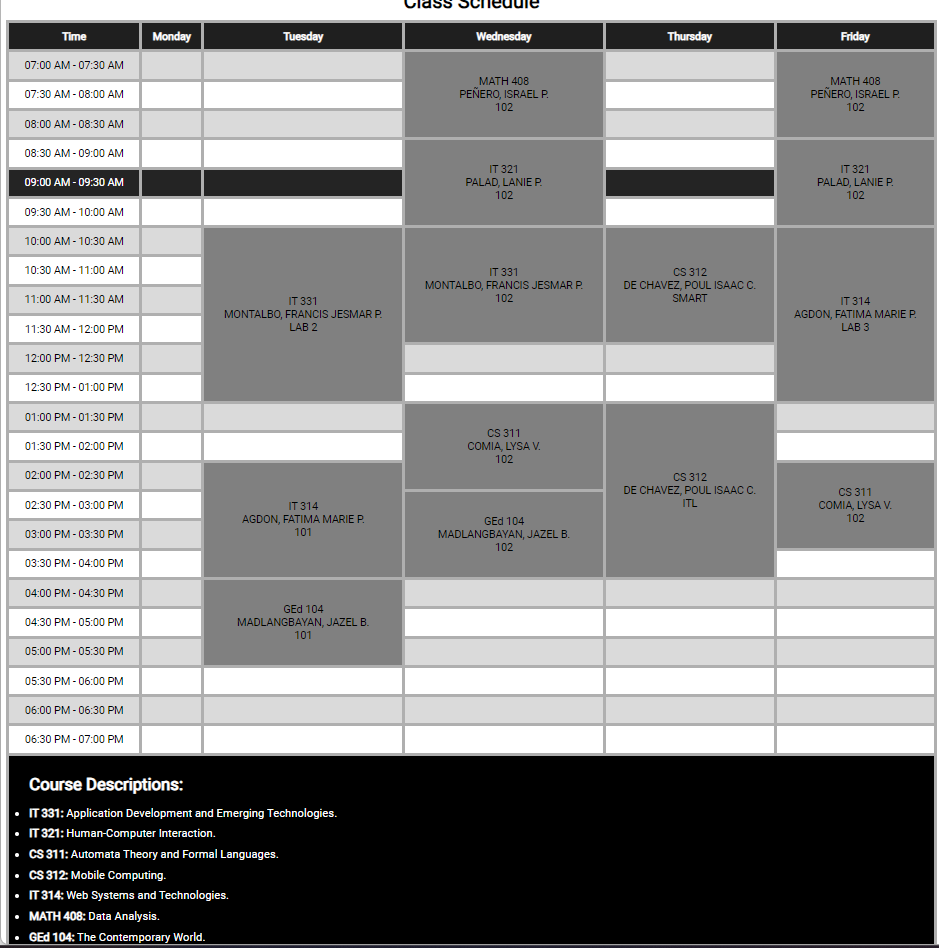 Class Schedule
Time Monday Tuesday Wednesday Thursday Friday
07:00 AM - 07:30 AM
07:30 AM - 08:00 AM
08:00 AM - 08:30 AM
MATH 408
PEÑERO, ISRAEL P.
102
MATH 408
PEÑERO, ISRAEL P.
102
08:30 AM - 09:00 AM
09:00 AM - 09:30 AM
09:30 AM - 10:00 AM
IT 321
PALAD, LANIE P.
102
IT 321
PALAD, LANIE P.
102
10:00 AM - 10:30 AM
10:30 AM - 11:00 AM
11:00 AM - 11:30 AM
11:30 AM - 12:00 PM
12:00 PM - 12:30 PM
12:30 PM - 01:00 PM
IT 331
MONTALBO, FRANCIS JESMAR P.
LAB 2
IT 331
MONTALBO, FRANCIS JESMAR P.
102
CS 312
DE CHAVEZ, POUL ISAAC C.
SMART
IT 314
AGDON, FATIMA MARIE P.
LAB 3
01:00 PM - 01:30 PM
01:30 PM - 02:00 PM
02:00 PM - 02:30 PM
02:30 PM - 03:00 PM
03:00 PM - 03:30 PM
03:30 PM - 04:00 PM
CS 311
COMIA, LYSA V.
102
CS 312
DE CHAVEZ, POUL ISAAC C.
ITL
IT 314
AGDON, FATIMA MARIE P.
101
GEd 104
MADLANGBAYAN, JAZEL B.
102
CS 311
COMIA, LYSA V.
102
04:00 PM - 04:30 PM
04:30 PM - 05:00 PM
05:00 PM - 05:30 PM
GEd 104
MADLANGBAYAN, JAZEL B.
101
05:30 PM - 06:00 PM
06:00 PM - 06:30 PM
06:30 PM - 07:00 PM
Course Descriptions:
• IT 331: Application Development and Emerging Technologies.
• IT 321: Human-Computer Interaction.
• CS 311: Automata Theory and Formal Languages.
• CS 312: Mobile Computing.
• IT 314: Web Systems and Technologies.
• MATH 408: Data Analysis.
• GEd 104: The Contemporary World.